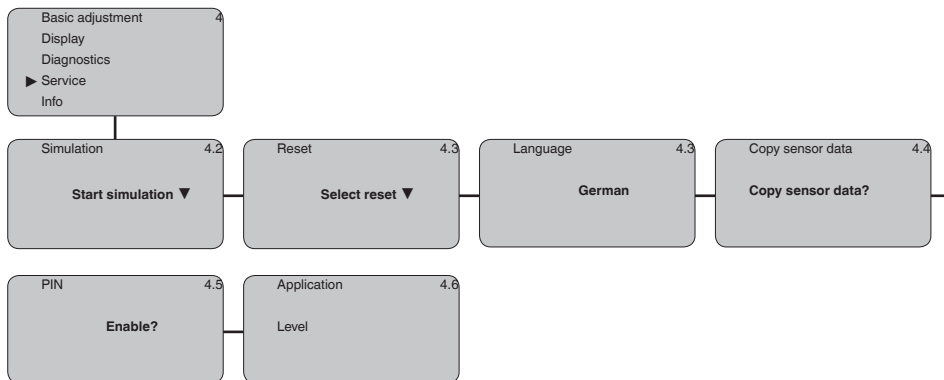 Basic adjustment 4
Display
Diagnostics
▶ Service
Info
Simulation 4.2
Start simulation ▼
Reset 4.3
Select reset ▼
Language 4.3
German
Copy sensor data 4.4
Copy sensor data?
PIN 4.5
Enable?
Application 4.6
Level